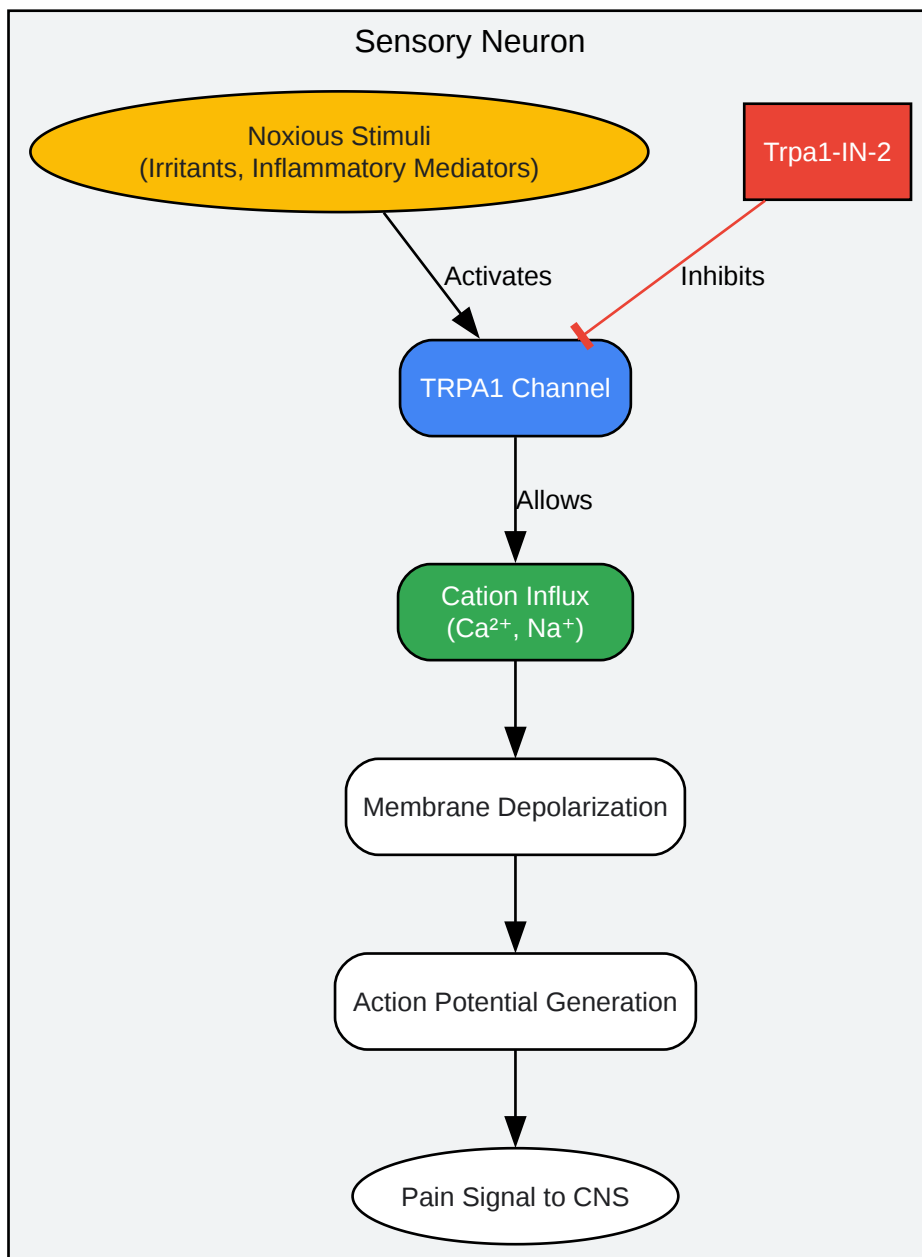 Sensory Neuron
Noxious Stimuli
(Irritants, Inflammatory Mediators)
Trpa1-IN-2
Activates
Inhibits
TRPA1 Channel
Allows
Cation Influx
(Ca²⁺, Na⁺)
Membrane Depolarization
Action Potential Generation
Pain Signal to CNS